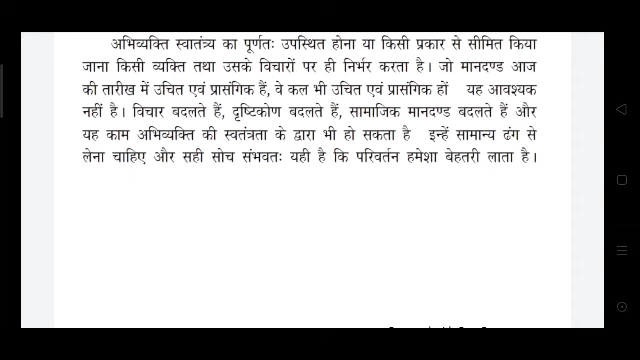 अभिव्यक्ति स्वातंत्र्य का पूर्णतः उपस्थित होना या किसी प्रकार से सीमित किया
जाना किसी व्यक्ति तथा उसके विचारों पर ही निर्भर करता है। जो मानदण्ड आज
की तारीख में उचित एवं प्रासंगिक हैं, वे कल भी उचित एवं प्रासंगिक हों यह आवश्यक
नहीं है। विचार बदलते हैं, दृष्टिकोण बदलते हैं, सामाजिक मानदण्ड बदलते हैं और
यह काम अभिव्यक्ति की स्वतंत्रता के द्वारा भी हो सकता है इन्हें सामान्य ढंग से
लेना चाहिए और सही सोच संभवतः यही है कि परिवर्तन हमेशा बेहतरी लाता है।